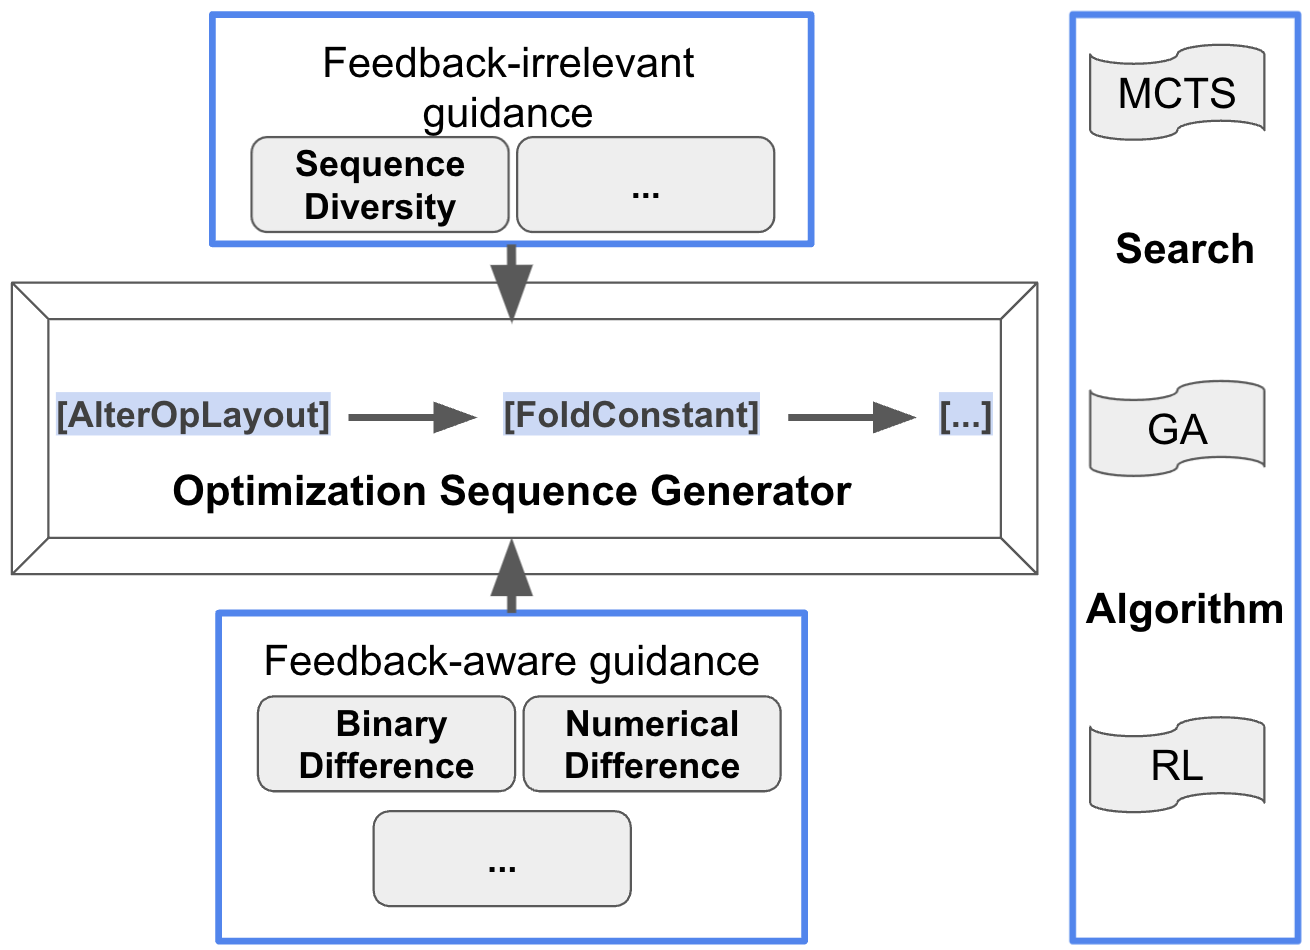 Feedback-irrelevant
guidance
Sequence
Diversity
...
[AlterOpLayout]
[FoldConstant]
[...]
Optimization Sequence Generator
Feedback-aware guidance
Binary
Difference
Numerical
Difference
...
MCTS
Search
GA
Algorithm
RL